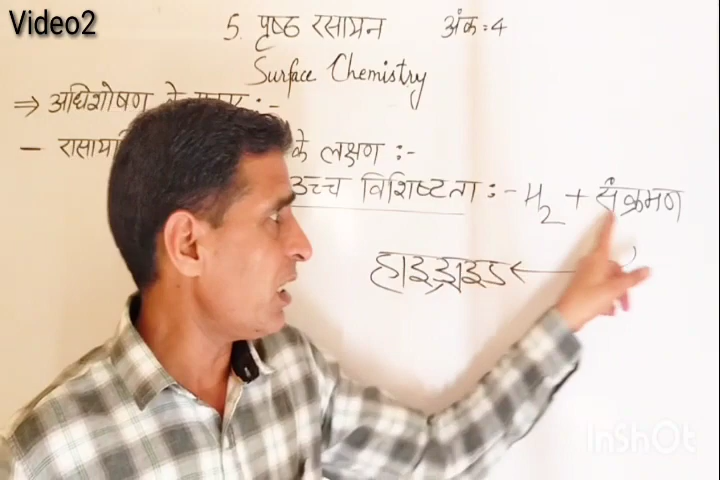 Video2
5. पृष्ठ रसायन अंक:4
Surface Chemistry
⇒ अधिशोषण के :-
- के लक्षण :-
उच्च विशिष्टता :- H2 + संक्रमण
हाइड्राइड ←
InShOt